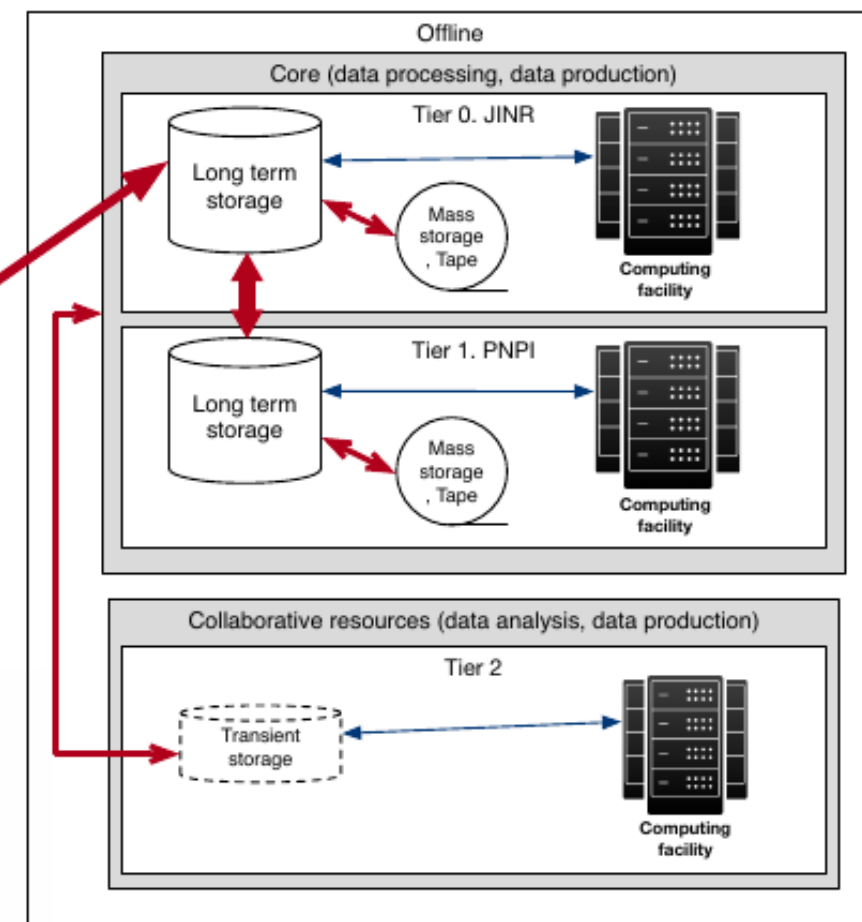 Offline
Core (data processing, data production)
Tier 0. JINR
Long term
storage
Mass
storage
, Tape
Computing
facility
Tier 1. PNPI
Long term
storage
Mass
storage
, Tape
Computing
facility
Collaborative resources (data analysis, data production)
Tier 2
Transient
storage
Computing
facility